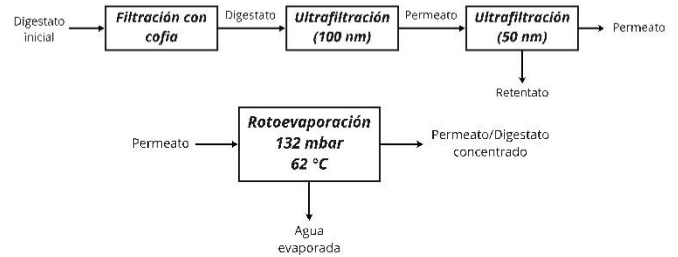 Digestato
inicial
Filtración con
cofia
Digestato
Ultrafiltración
(100 nm)
Permeato
Ultrafiltración
(50 nm)
Permeato
Retentato
Permeato
Rotoevaporación
132 mbar
62 °C
Permeato/Digestato
concentrado
Agua
evaporada